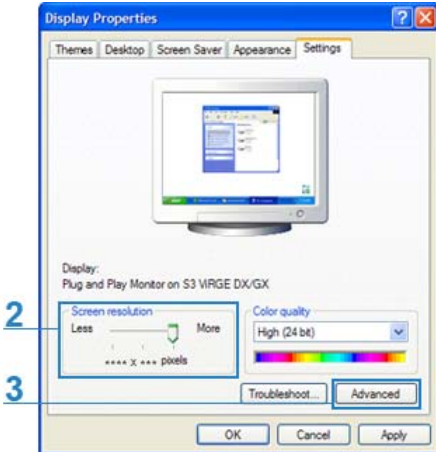 Display Properties
Themes Desktop Screen Saver Appearance Settings
Display:
Plug and Play Monitor on S3 VIRGE DX/GX
2
Screen resolution
Less More
**** x *** pixels
Color quality
High (24 bit)
3
Troubleshoot... Advanced
OK Cancel Apply